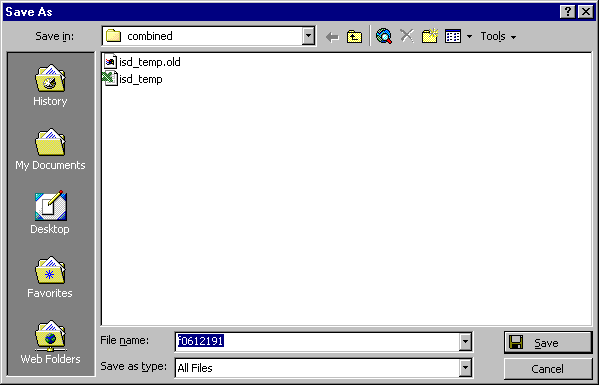 Save As
Save in:
combined
Tools
isd_temp.old
isd_temp
History
My Documents
Desktop
Favorites
Web Folders
File name:
f0612191
Save
Save as type:
All Files
Cancel